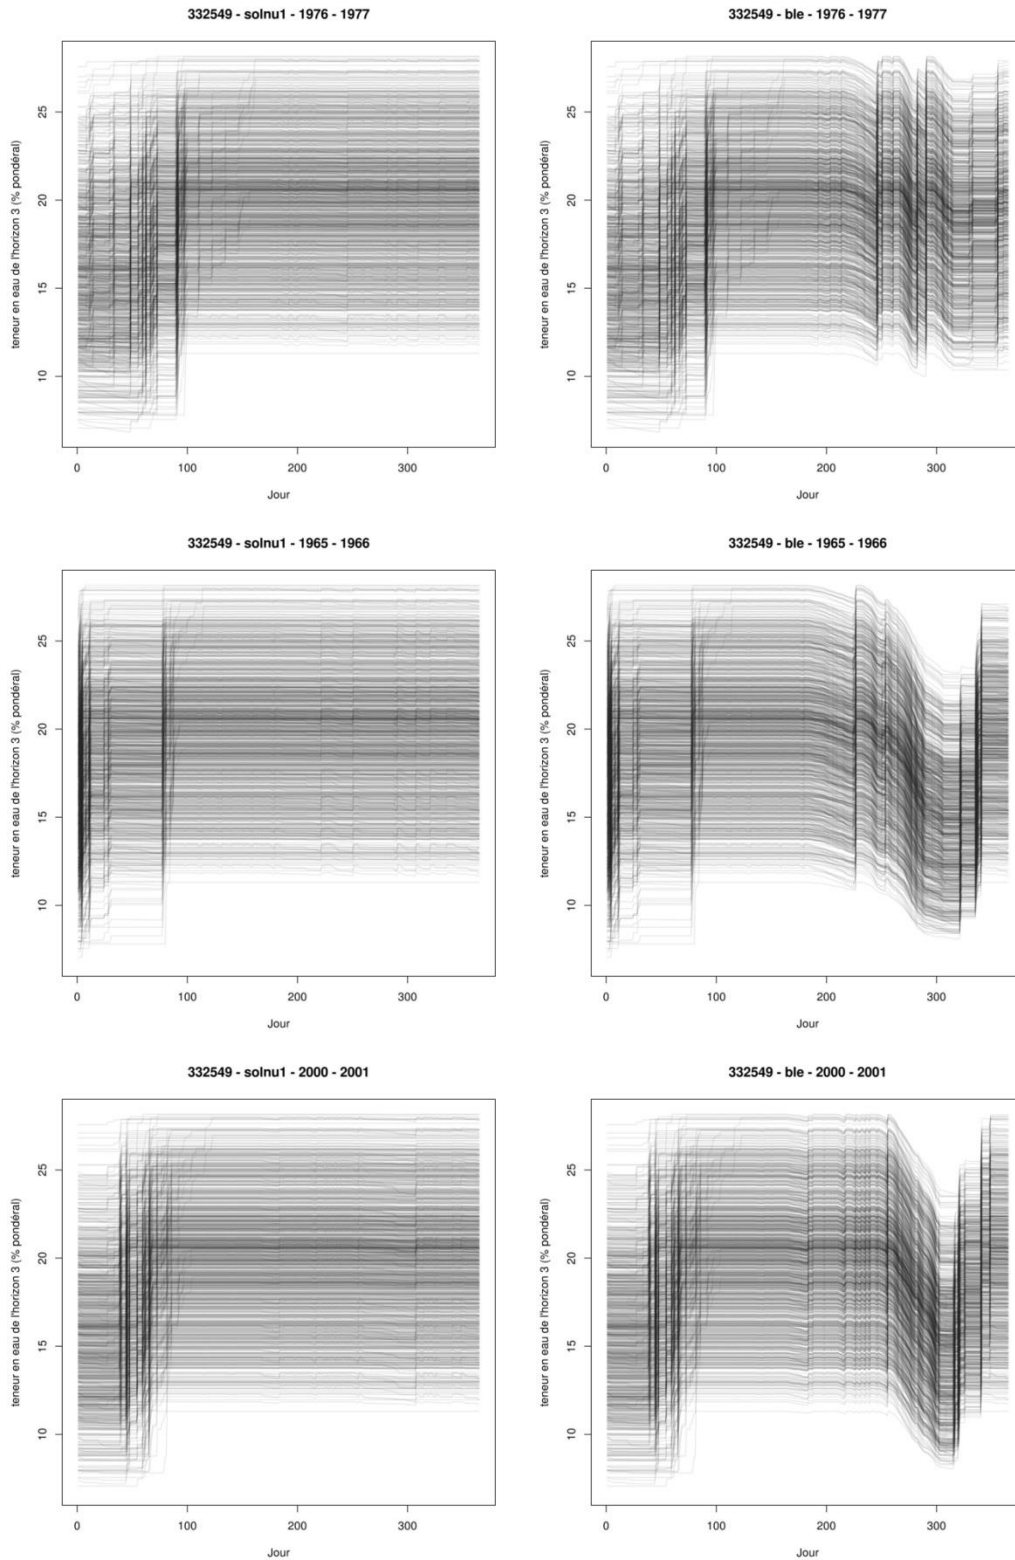 332549 - solnu1 - 1976 - 1977
teneur en eau de l'horizon 3 (% pondéral)
25
20
15
10
0 100 200 300
Jour
332549 - ble - 1976 - 1977
teneur en eau de l'horizon 3 (% pondéral)
25
20
15
10
0 100 200 300
Jour
332549 - solnu1 - 1965 - 1966
teneur en eau de l'horizon 3 (% pondéral)
25
20
15
10
0 100 200 300
Jour
332549 - ble - 1965 - 1966
teneur en eau de l'horizon 3 (% pondéral)
25
20
15
10
0 100 200 300
Jour
332549 - solnu1 - 2000 - 2001
teneur en eau de l'horizon 3 (% pondéral)
25
20
15
10
0 100 200 300
Jour
332549 - ble - 2000 - 2001
teneur en eau de l'horizon 3 (% pondéral)
25
20
15
10
0 100 200 300
Jour